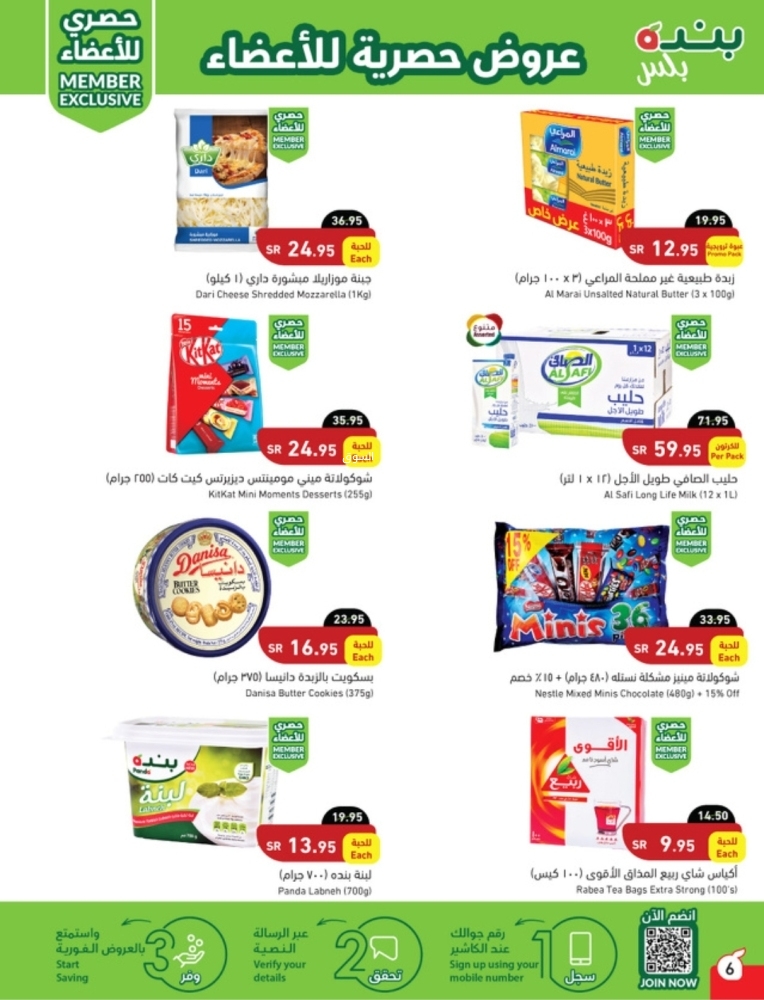 حصري
للأعضاء
MEMBER
EXCLUSIVE
عروض حصرية للأعضاء
بنده
بلس
حصري
للأعضاء
MEMBER
EXCLUSIVE
داري
Dari
36.95
SR 24.95
للحبة
Each
جبنة موزاريلا مبشورة داري (١ كيلو)
Dari Cheese Shredded Mozzarella (1Kg)
حصري
للأعضاء
MEMBER
EXCLUSIVE
المراعي
Almarai
زبدة طبيعية
Natural Butter
عرض خاص
٣×١٠٠غ
3x100g
19.95
SR 12.95
عبوة ترويجية
Promo Pack
زبدة طبيعية غير مملحة المراعي (٣ x ١٠٠ جرام)
Al Marai Unsalted Natural Butter (3 x 100g)
15
KitKat
mini
Moments
Desserts
حصري
للأعضاء
MEMBER
EXCLUSIVE
35.95
SR 24.95
للحبة
Each
شوكولاتة ميني مومينتس ديزيرتس كيت كات (٢٥٥ جرام)
KitKat Mini Moments Desserts (255g)
متنوع
Assorted
الصافي
ALSAFI
حليب
طويل الأجل
1x12
حصري
للأعضاء
MEMBER
EXCLUSIVE
71.95
SR 59.95
للكرتون
Per Pack
حليب الصافي طويل الأجل (١٢ x ١ لتر)
Al Safi Long Life Milk (12 x 1L)
Danisa
دانيسا
BUTTER
COOKIES
بسكويت
بالزبدة
حصري
للأعضاء
MEMBER
EXCLUSIVE
23.95
SR 16.95
للحبة
Each
بسكويت بالزبدة دانيسا (٣٧٥ جرام)
Danisa Butter Cookies (375g)
15%
OFF
Minis 36
حصري
للأعضاء
MEMBER
EXCLUSIVE
33.95
SR 24.95
للحبة
Each
شوكولاتة مينيز مشكلة نستله (٤٨٠ جرام) + ١٥٪ خصم
Nestle Mixed Minis Chocolate (480g) + 15% Off
بنده
Panda
لبنة
Labneh
حصري
للأعضاء
MEMBER
EXCLUSIVE
19.95
SR 13.95
للحبة
Each
لبنة بنده (٧٠٠ جرام)
Panda Labneh (700g)
الأقوى
ربيع
حصري
للأعضاء
MEMBER
EXCLUSIVE
14.50
SR 9.95
للحبة
Each
أكياس شاي ربيع المذاق الأقوى (١٠٠ كيس)
Rabea Tea Bags Extra Strong (100's)
انضم الآن
JOIN NOW
1
سجل
رقم جوالك
عند الكاشير
Sign up using your
mobile number
2
تحقق
عبر الرسالة
النصية
Verify your
details
3
وفر
واستمتع
بالعروض الفورية
Start
Saving
6